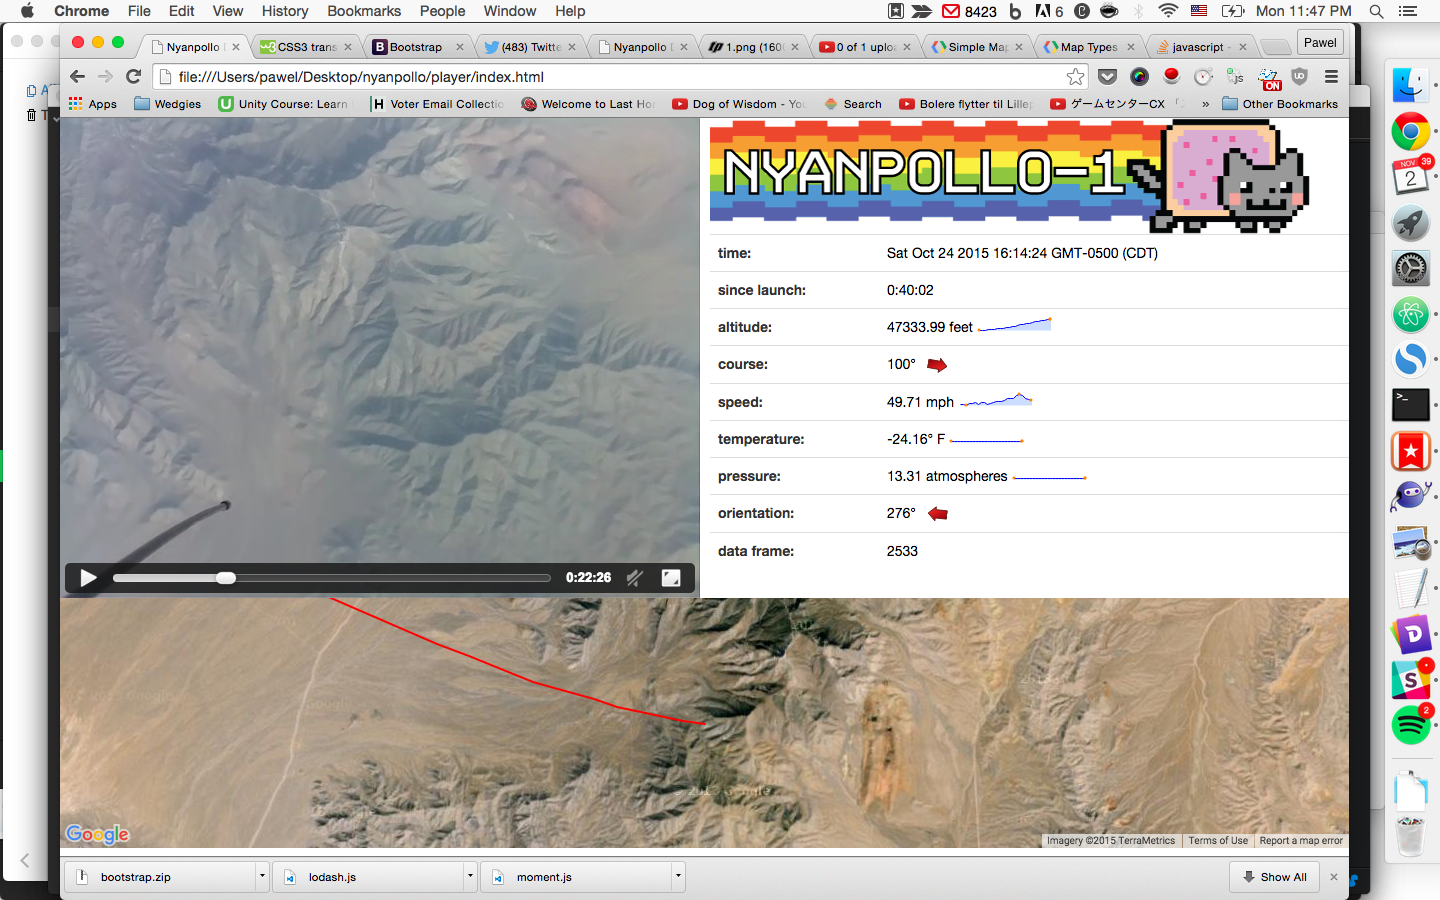 Chrome File Edit View History Bookmarks People Window Help 8423 6 Mon 11:47 PM
Nyanpollo CSS3 trans Bootstrap (483) Twitte Nyanpollo 1.png (160 0 of 1 uplo Simple Map Map Types javascript - Pawel
file:///Users/pawel/Desktop/nyanpollo/player/index.html
ON
Apps Wedgies Unity Course: Learn Voter Email Collectio Welcome to Last Ho Dog of Wisdom - Yo Search Bolere flytter til Lille ゲームセンターCX » Other Bookmarks
NYANPOLLO-1
time: Sat Oct 24 2015 16:14:24 GMT-0500 (CDT)
since launch: 0:40:02
altitude: 47333.99 feet
course: 100°
speed: 49.71 mph
temperature: -24.16° F
pressure: 13.31 atmospheres
orientation: 276°
data frame: 2533
0:22:26
Google
Imagery ©2015 TerraMetrics Terms of Use Report a map error
bootstrap.zip lodash.js moment.js Show All
NOV 39
2
2